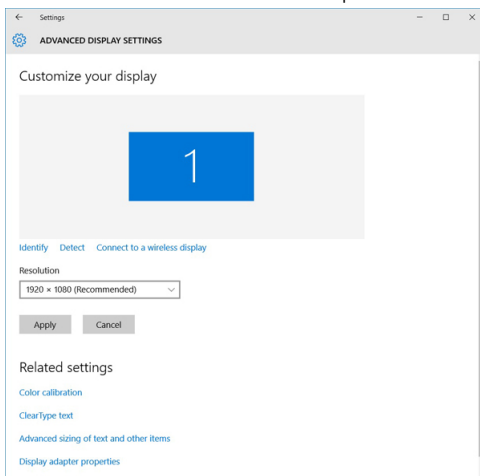 Settings
ADVANCED DISPLAY SETTINGS
Customize your display
1
Identify Detect Connect to a wireless display
Resolution
1920 × 1080 (Recommended)
Apply Cancel
Related settings
Color calibration
ClearType text
Advanced sizing of text and other items
Display adapter properties